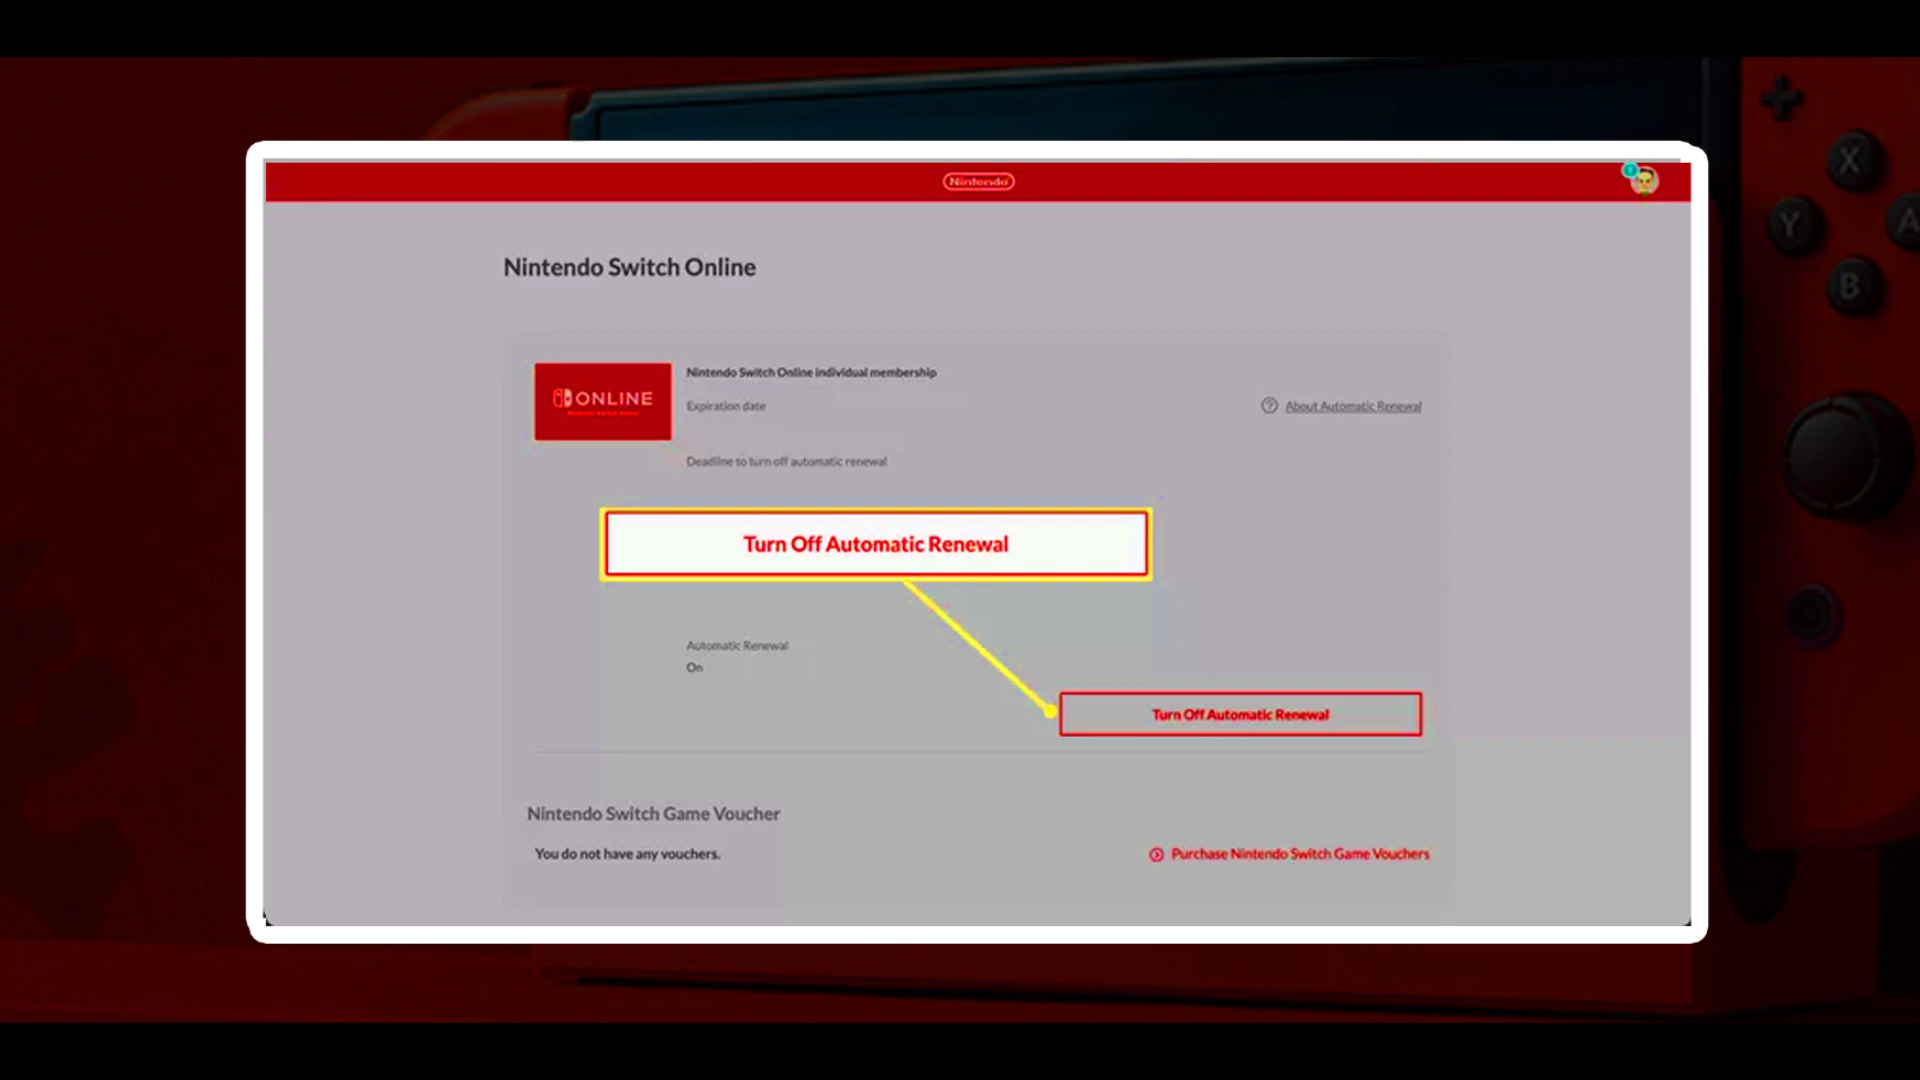 Nintendo
Nintendo Switch Online
ONLINE
Nintendo Switch Online individual membership
Expiration date
About Automatic Renewal
Deadline to turn off automatic renewal
Turn Off Automatic Renewal
Automatic Renewal
On
Turn Off Automatic Renewal
Nintendo Switch Game Voucher
You do not have any vouchers.
Purchase Nintendo Switch Game Vouchers
X
Y
A
B